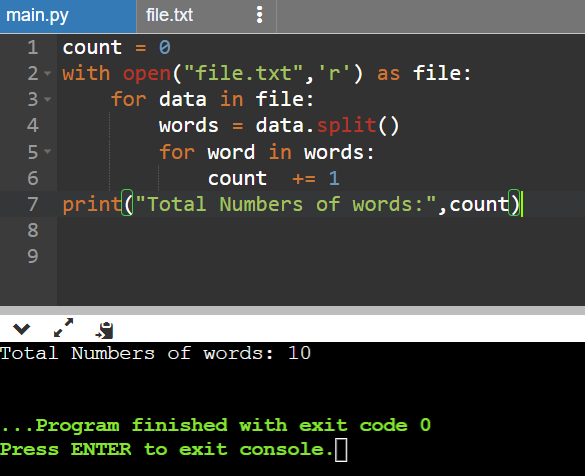 main.py file.txt
1 count = 0
2 with open("file.txt",'r') as file:
3     for data in file:
4         words = data.split()
5         for word in words:
6             count  += 1
7 print("Total Numbers of words:",count)
8
9
Total Numbers of words: 10
...Program finished with exit code 0
Press ENTER to exit console.